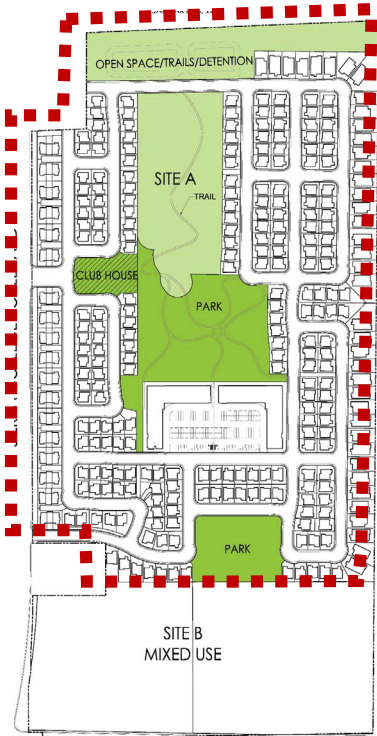 OPEN SPACE/TRAILS/DETENTION
SITE A
TRAIL
CLUB HOUSE
PARK
PARK
SITE B
MIXED USE